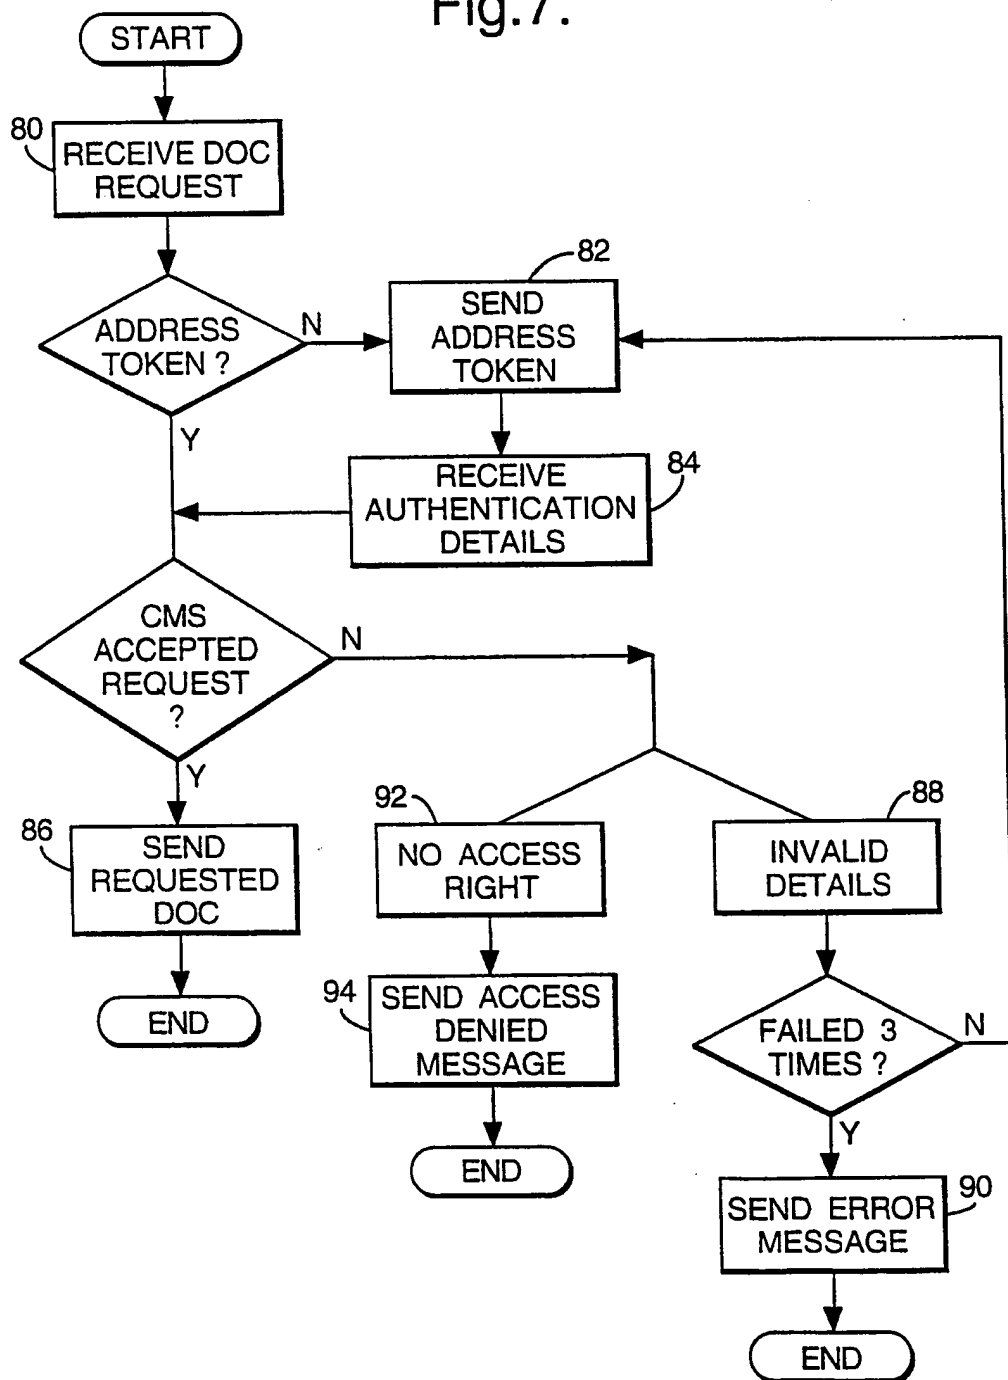 Fig.7.
START
80
RECEIVE DOC
REQUEST
82
SEND
ADDRESS
TOKEN
ADDRESS
TOKEN ?
N
Y
84
RECEIVE
AUTHENTICATION
DETAILS
CMS
ACCEPTED
REQUEST
?
N
Y
86
SEND
REQUESTED
DOC
END
92
NO ACCESS
RIGHT
94
SEND ACCESS
DENIED
MESSAGE
END
88
INVALID
DETAILS
FAILED 3
TIMES ?
N
Y
90
SEND ERROR
MESSAGE
END